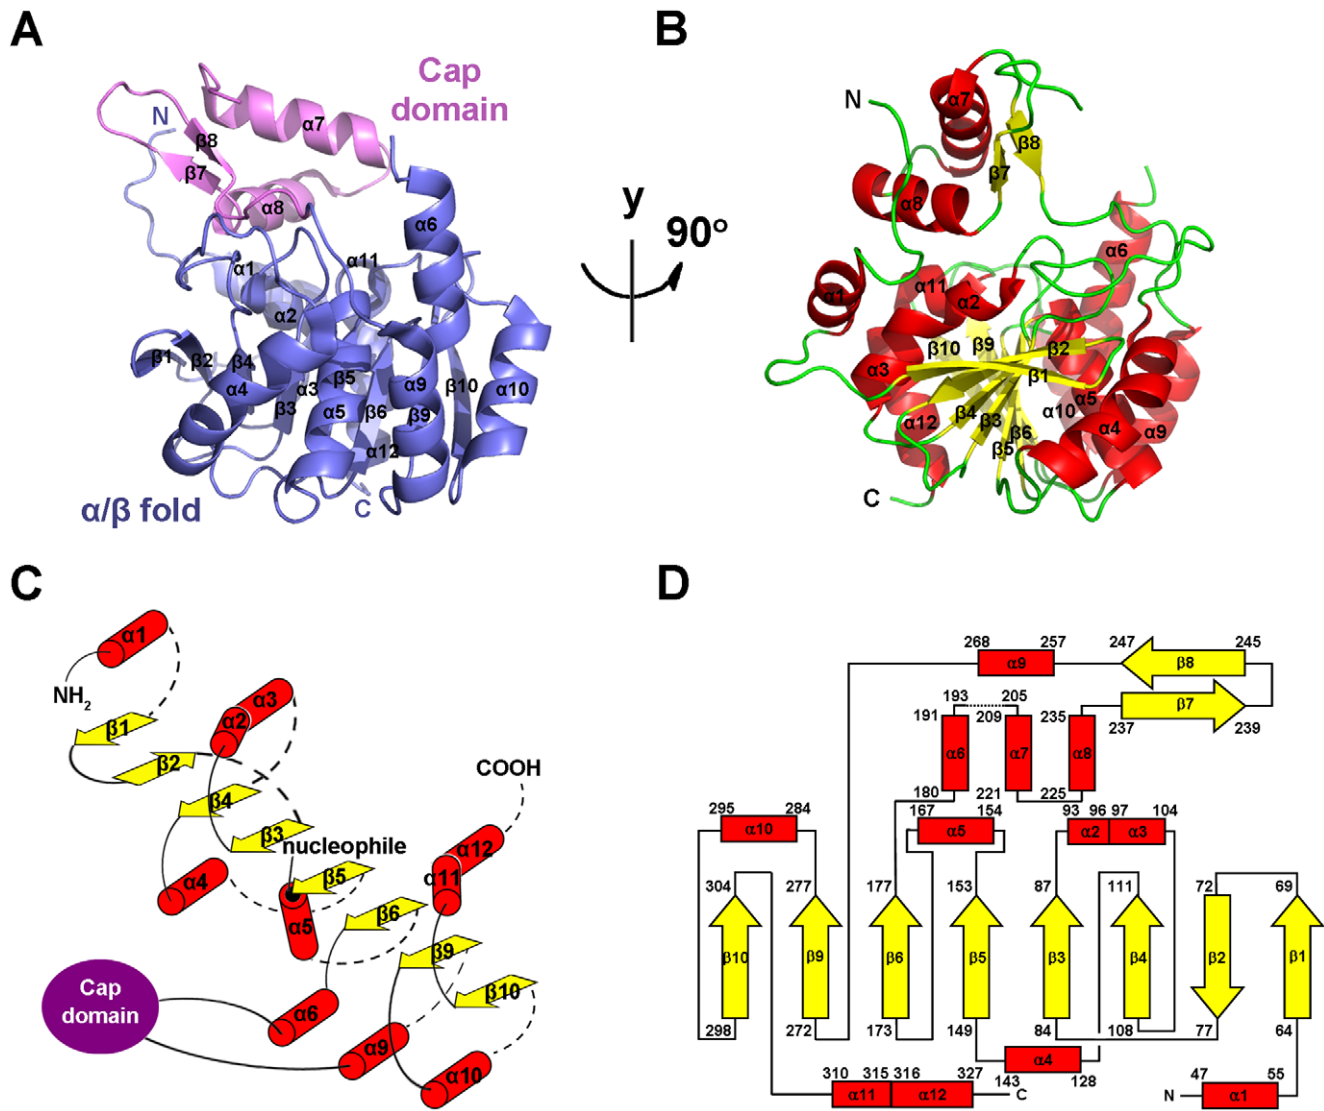 A
Cap
domain
N
α7
β8
β7
α8
α6
α1
α11
α2
β1
β2
β4
α4
α3
β5
α9
β10
α10
β3
α5
β6
β9
α12
C
α/β fold
y
90°
B
N
α7
β8
β7
α8
α6
α1
α11
α2
β10
β9
β2
α3
β1
α5
α10
β4
β3
β6
β5
α12
α4
α9
C
C
α1
NH2
β1
α3
α2
β2
COOH
β4
β3
nucleophile
α12
α4
β5
α11
α5
β6
β9
β10
Cap
domain
α6
α9
α10
D
268 257 247 245
α9 β8
193 205 β7
191 209 235 237 239
α6 α7 α8
180 221 225
295 284 167 154 93 96 97 104
α10 α5 α2 α3
304 277 177 153 87 111 72 69
β10 β9 β6 β5 β3 β4 β2 β1
298 272 173 149 84 108 77 64
α4
310 315 316 327 143 128 47 55
α11 α12 C N α1